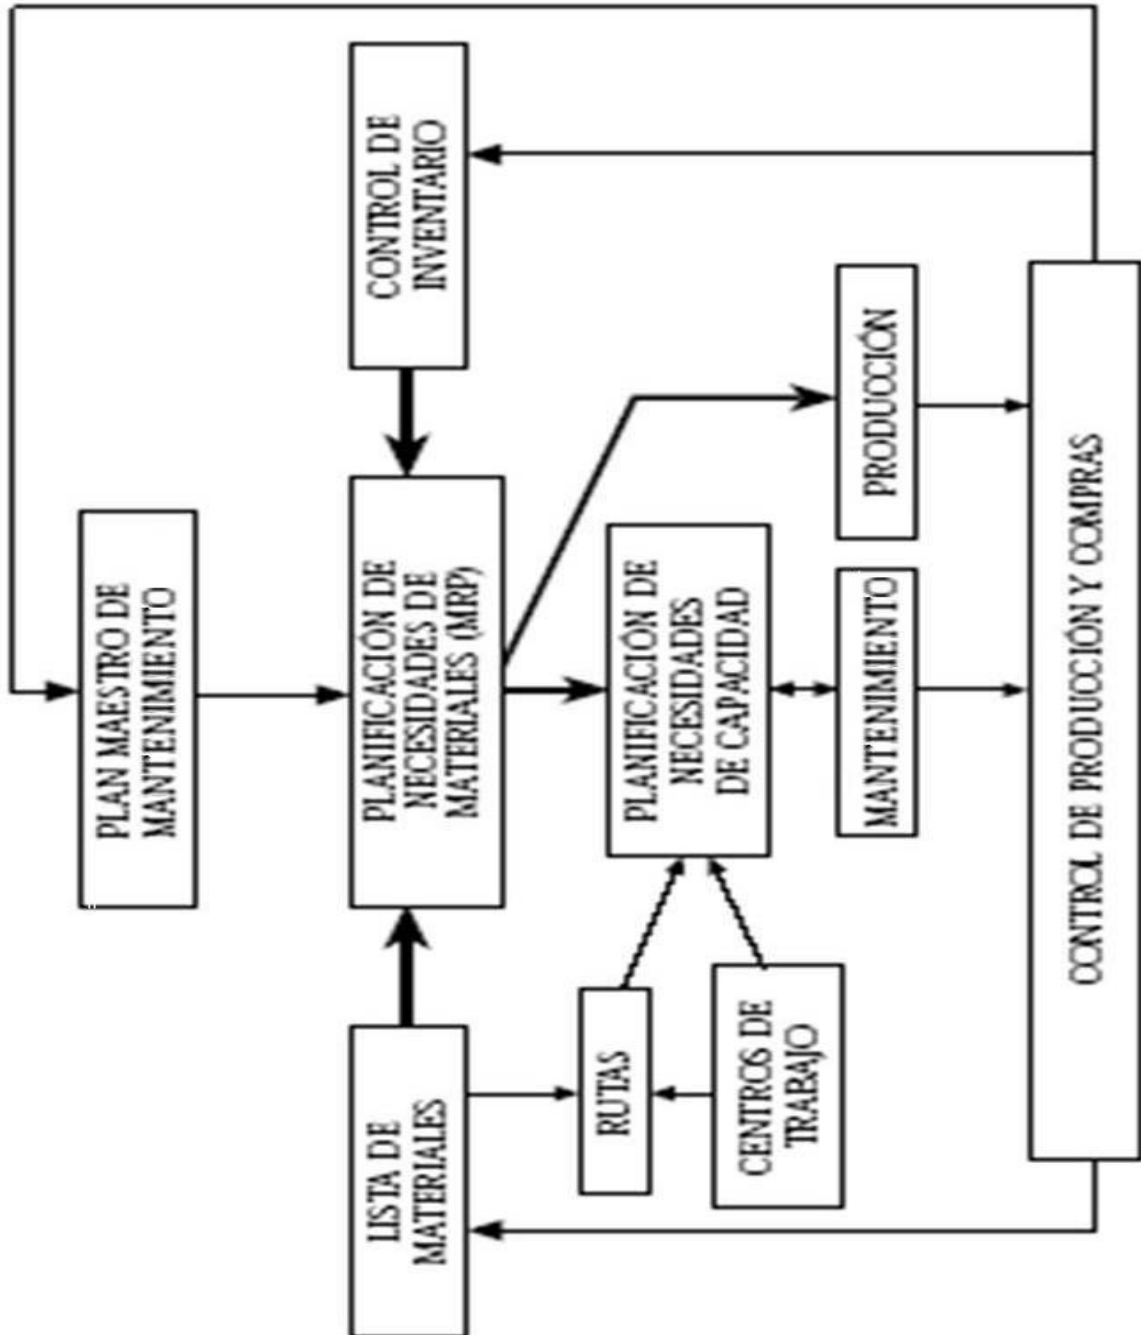 PLAN MAESTRO DE
MANTENIMIENTO
LISTA DE
MATERIALES
PLANIFICACIÓN DE
NECESIDADES DE
MATERIALES (MRP)
CONTROL DE
INVENTARIO
RUTAS
PLANIFICACIÓN DE
NECESIDADES
DE CAPACIDAD
CENTROS DE
TRABAJO
MANTENIMIENTO
PRODUCCIÓN
CONTROL DE PRODUCCIÓN Y COMPRAS